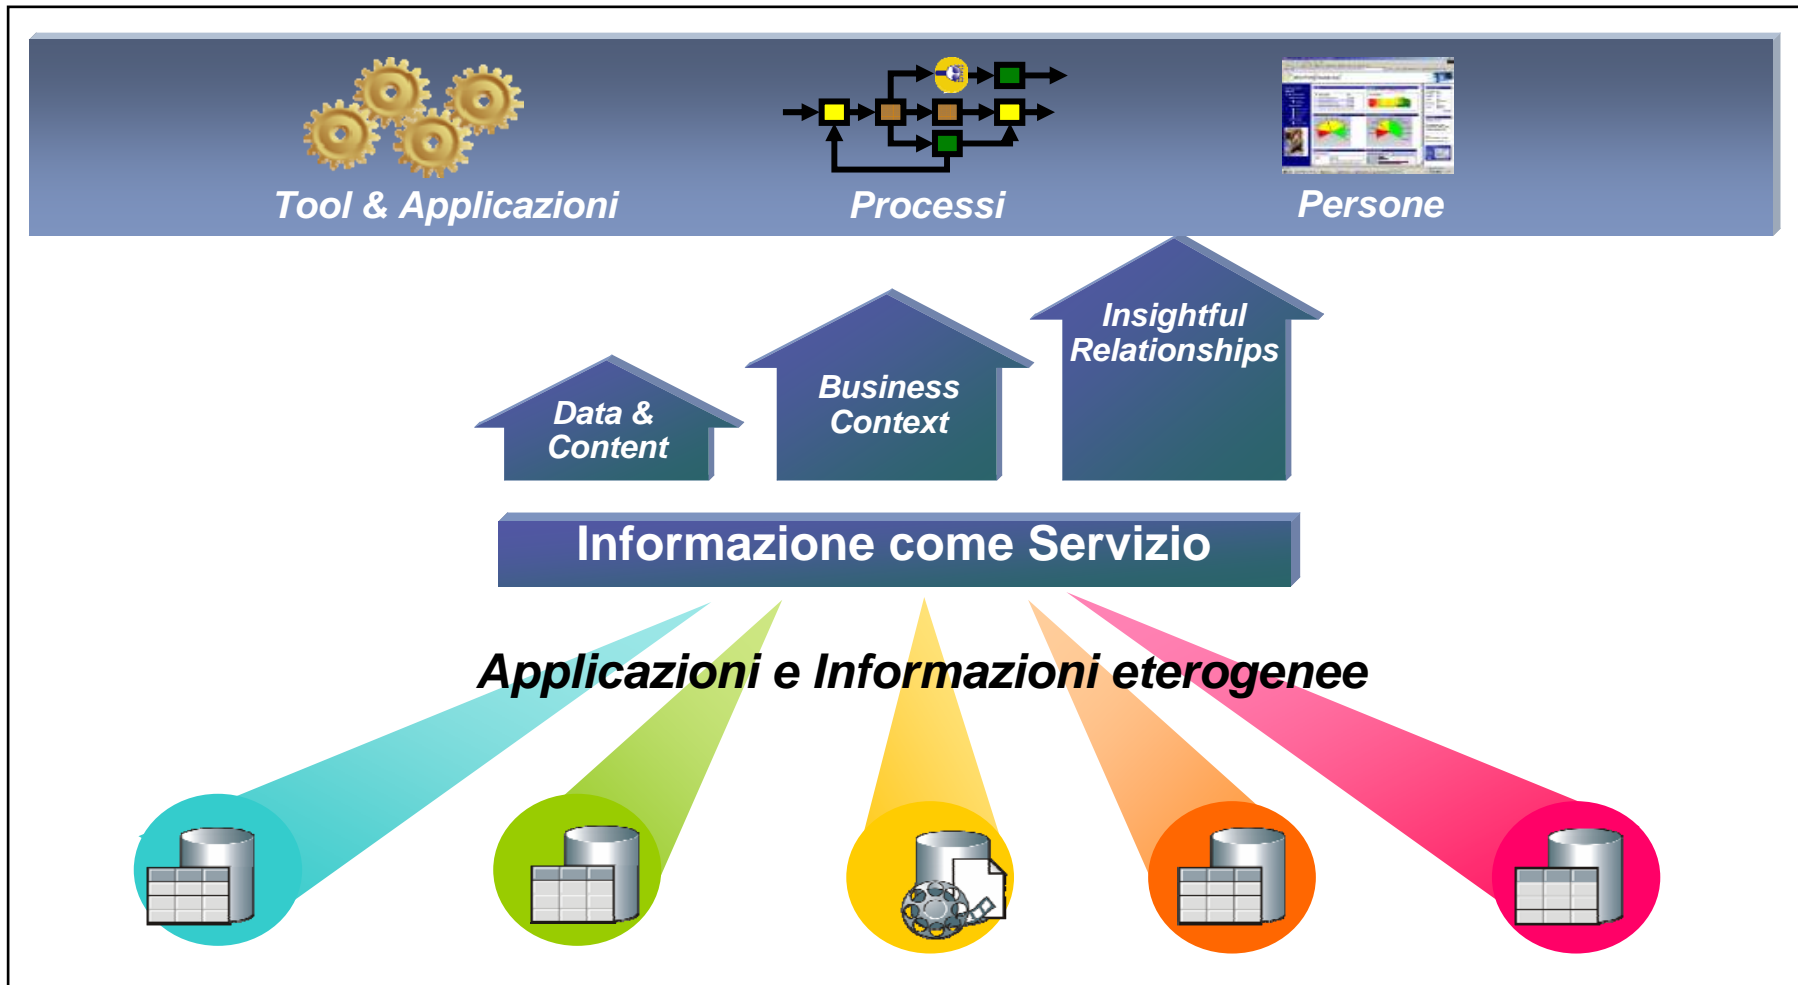 Tool & Applicazioni
Processi
Persone
Insightful
Relationships
Business
Context
Data &
Content
Informazione come Servizio
Applicazioni e Informazioni eterogenee